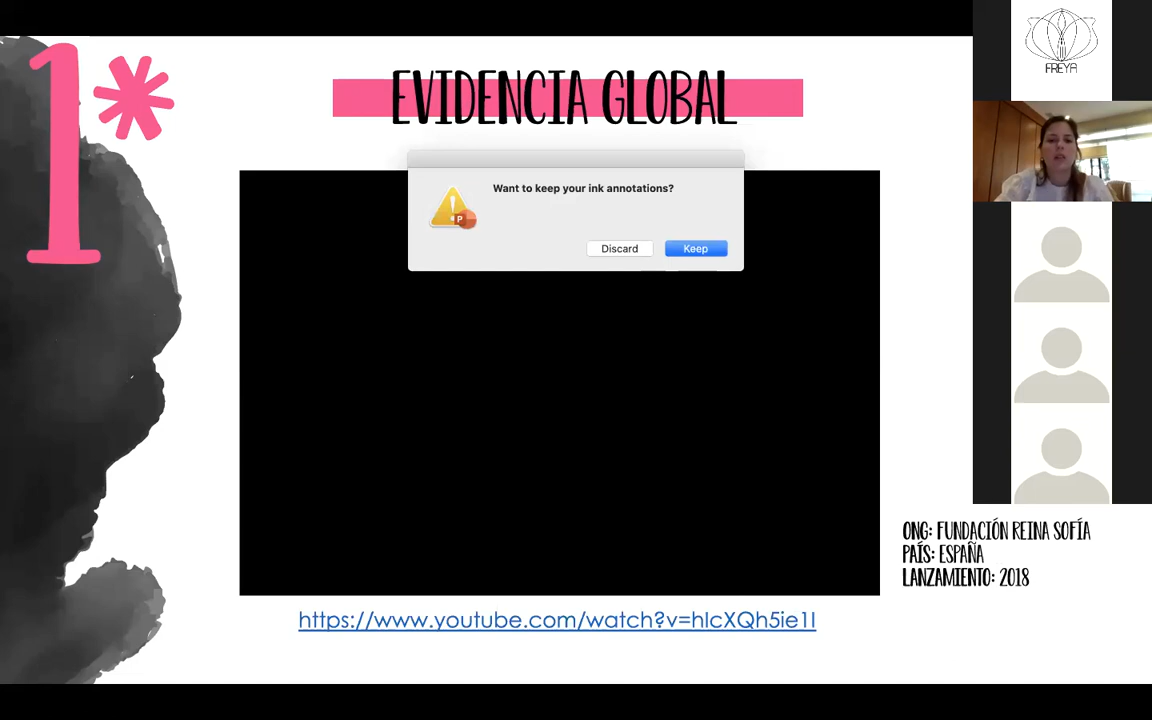 1*
EVIDENCIA GLOBAL
FREYA
Want to keep your ink annotations?
P
Discard
Keep
ONG: FUNDACIÓN REINA SOFÍA
PAÍS: ESPAÑA
LANZAMIENTO: 2018
https://www.youtube.com/watch?v=hIcXQh5ie1I